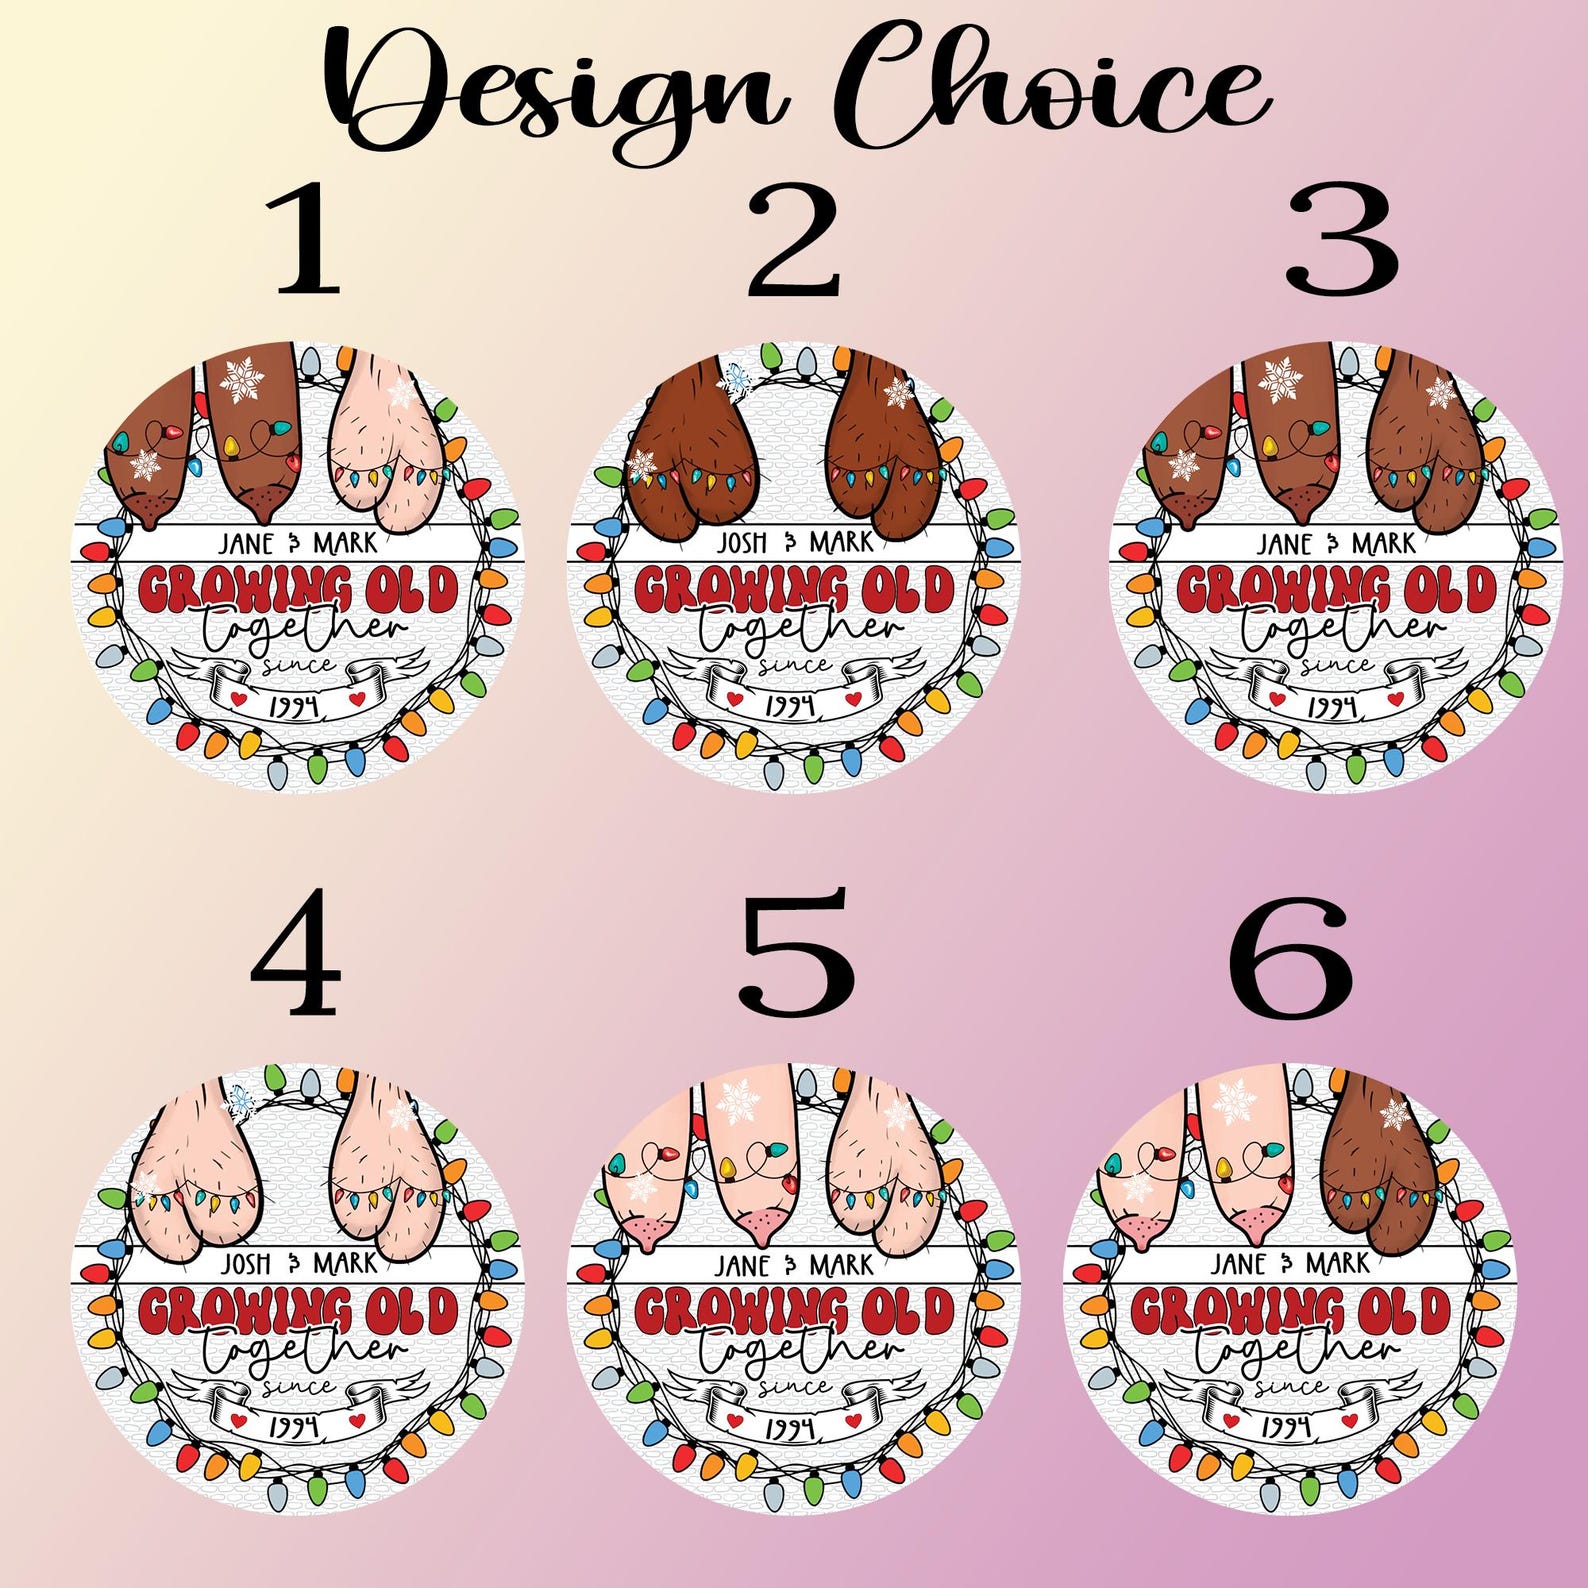 Design Choice
1
2
3
JANE & MARK
GROWING OLD
together
since
1994
JOSH & MARK
GROWING OLD
together
since
1994
JANE & MARK
GROWING OLD
together
since
1994
4
5
6
JOSH & MARK
GROWING OLD
together
since
1994
JANE & MARK
GROWING OLD
together
since
1994
JANE & MARK
GROWING OLD
together
since
1994